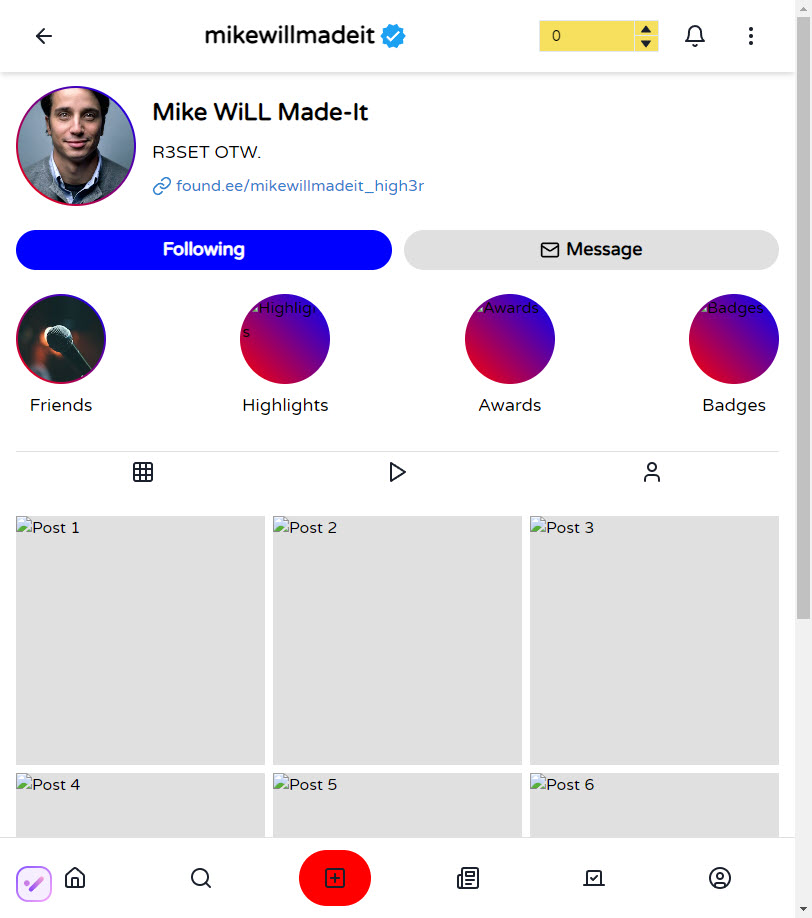 mikewillmadeit
0
Mike WiLL Made-It
R3SET OTW.
found.ee/mikewillmadeit_high3r
Following
Message
Highlights
Awards
Badges
Friends
Highlights
Awards
Badges
Post 1
Post 2
Post 3
Post 4
Post 5
Post 6